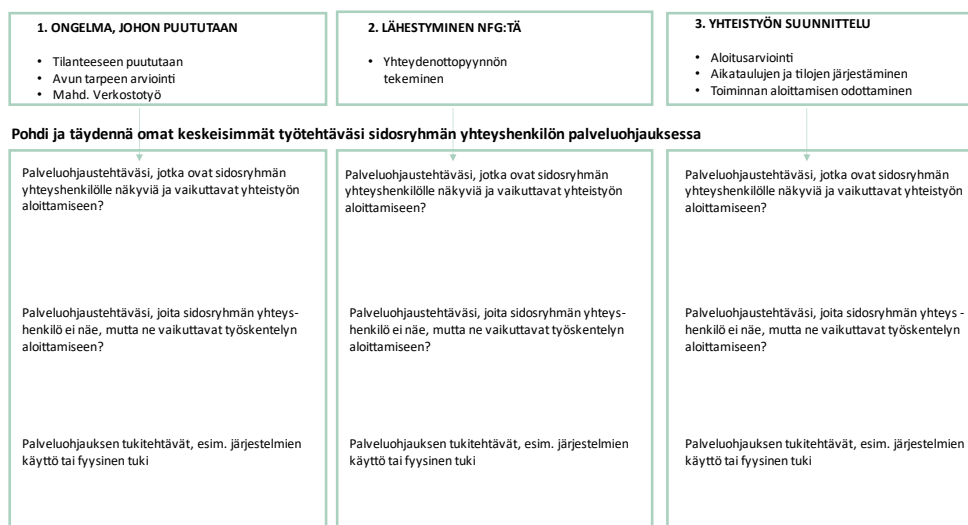 1. ONGELMA, JOHON PUUTUTAAN
• Tilanteeseen puututaan
• Avun tarpeen arviointi
• Mahd. Verkostotyö
2. LÄHESTYMINEN NFG:TÄ
• Yhteydenottopyynnön
tekeminen
3. YHTEISTYÖN SUUNNITTELU
• Aloitusarviointi
• Aikataulujen ja tilojen järjestäminen
• Toiminnan aloittamisen odottaminen
Pohdi ja täydennä omat keskeisimmät työtehtäväsi sidosryhmän yhteyshenkilön palveluohjauksessa
Palveluohjaustehtäväsi, jotka ovat sidosryhmän
yhteyshenkilölle näkyviä ja vaikuttavat yhteistyön
aloittamiseen?
Palveluohjaustehtäväsi, joita sidosryhmän yhteys-
henkilö ei näe, mutta ne vaikuttavat työskentelyn
aloittamiseen?
Palveluohjauksen tukitehtävät, esim. järjestelmien
käyttö tai fyysinen tuki
Palveluohjaustehtäväsi, jotka ovat sidosryhmän
yhteyshenkilölle näkyviä ja vaikuttavat yhteistyön
aloittamiseen?
Palveluohjaustehtäväsi, joita sidosryhmän yhteys-
henkilö ei näe, mutta ne vaikuttavat työskentelyn
aloittamiseen?
Palveluohjauksen tukitehtävät, esim. järjestelmien
käyttö tai fyysinen tuki
Palveluohjaustehtäväsi, jotka ovat sidosryhmän
yhteyshenkilölle näkyviä ja vaikuttavat yhteistyön
aloittamiseen?
Palveluohjaustehtäväsi, joita sidosryhmän yhteys -
henkilö ei näe, mutta ne vaikuttavat työskentelyn
aloittamiseen?
Palveluohjauksen tukitehtävät, esim. järjestelmien
käyttö tai fyysinen tuki